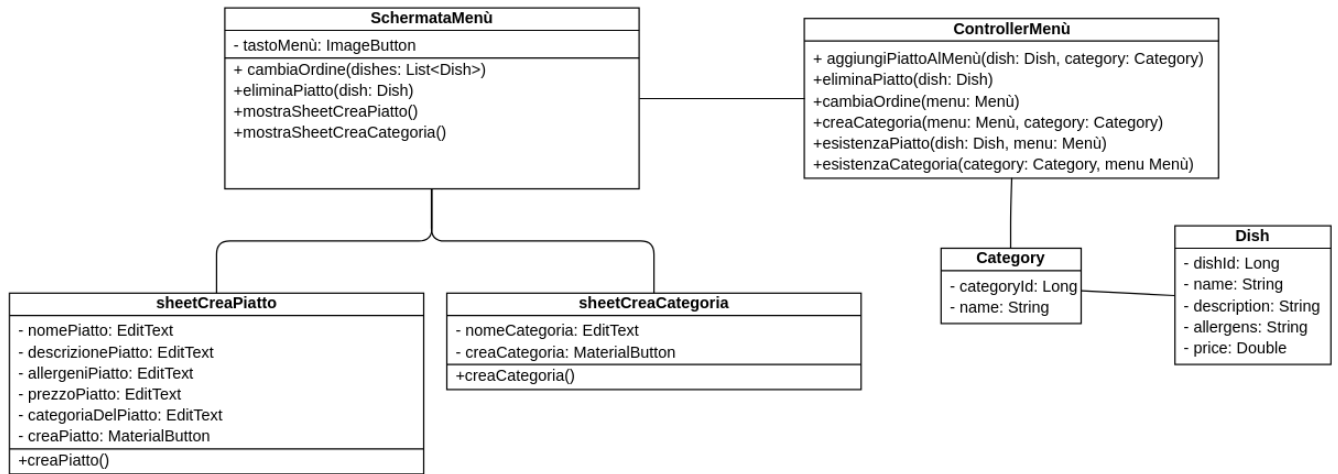 SchermataMenù
- tastoMenù: ImageButton
+ cambiaOrdine(dishes: List<Dish>)
+eliminaPiatto(dish: Dish)
+mostraSheetCreaPiatto()
+mostraSheetCreaCategoria()
ControllerMenù
+ aggiungiPiattoAlMenù(dish: Dish, category: Category)
+eliminaPiatto(dish: Dish)
+cambiaOrdine(menu: Menù)
+creaCategoria(menu: Menù, category: Category)
+esistenzaPiatto(dish: Dish, menu: Menù)
+esistenzaCategoria(category: Category, menu Menù)
sheetCreaPiatto
- nomePiatto: EditText
- descrizionePiatto: EditText
- allergeniPiatto: EditText
- prezzoPiatto: EditText
- categoriaDelPiatto: EditText
- creaPiatto: MaterialButton
+creaPiatto()
sheetCreaCategoria
- nomeCategoria: EditText
- creaCategoria: MaterialButton
+creaCategoria()
Category
- categoryId: Long
- name: String
Dish
- dishId: Long
- name: String
- description: String
- allergens: String
- price: Double